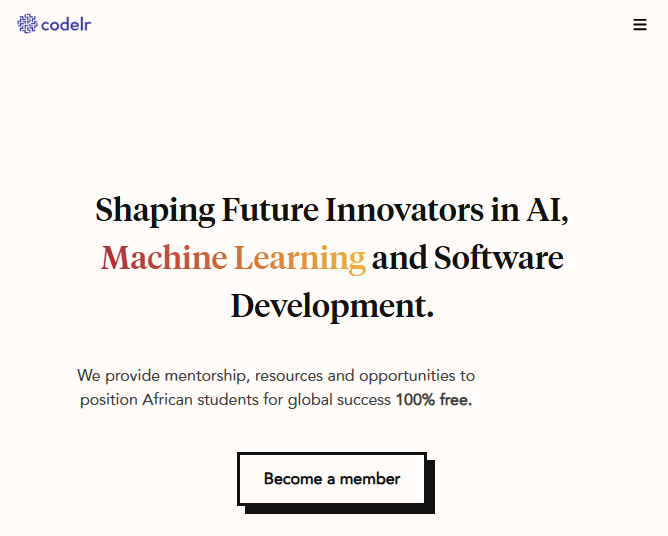 codelr
Shaping Future Innovators in AI,
Machine Learning and Software
Development.
We provide mentorship, resources and opportunities to
position African students for global success 100% free.
Become a member